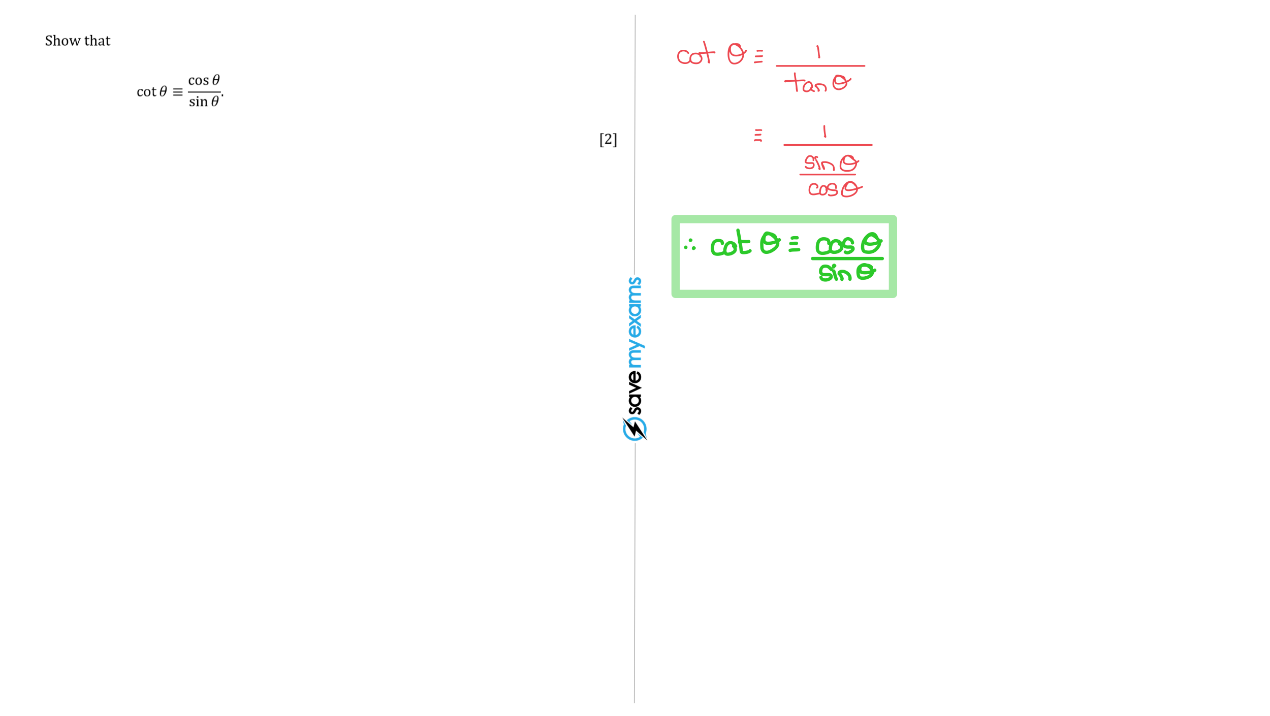 Show that
cot θ ≡ cos θ / sin θ.
[2]
cot θ ≡ 1 / tan θ
≡ 1 / (sin θ / cos θ)
∴ cot θ ≡ cos θ / sin θ
save my exams